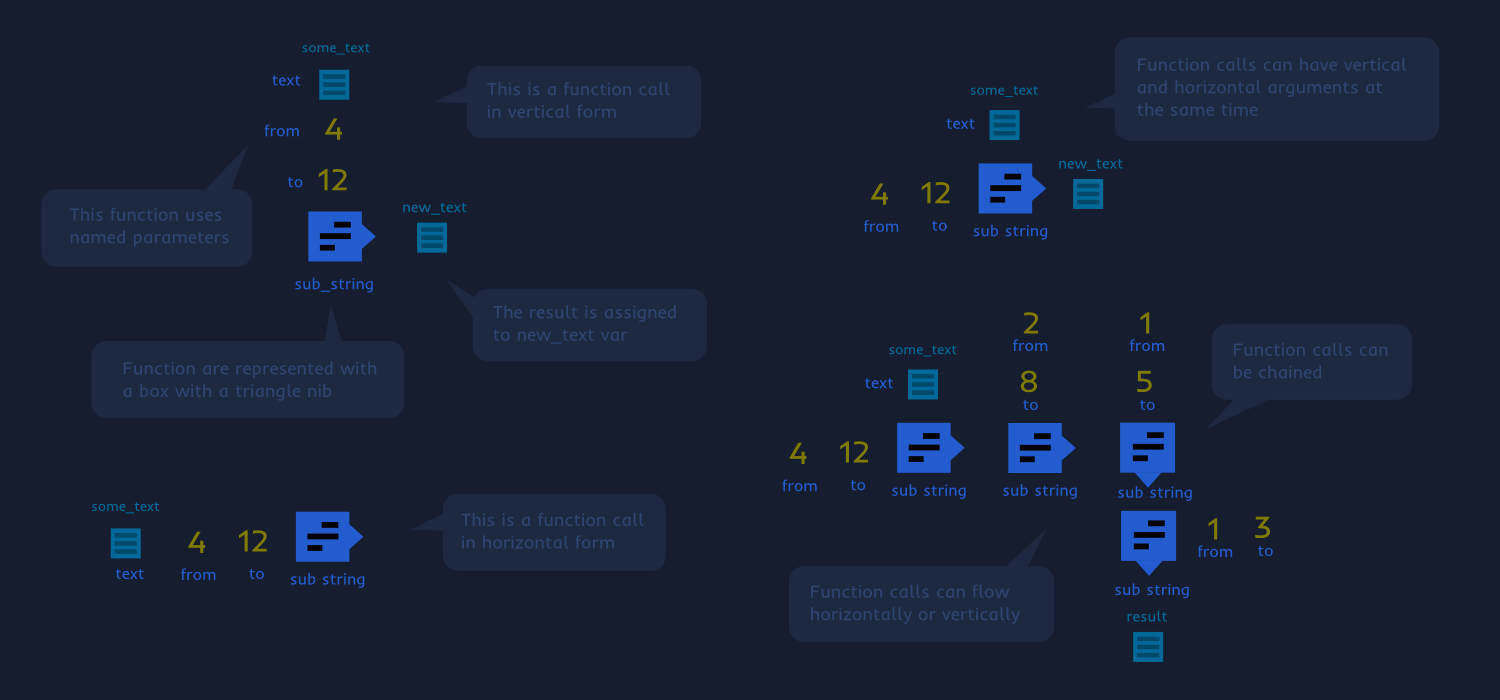 some_text
text
This is a function call
in vertical form
from 4
to 12
This function uses
named parameters
new_text
sub_string
The result is assigned
to new_text var
Function are represented with
a box with a triangle nib
some_text
4 12
text from to
sub string
This is a function call
in horizontal form
Function calls can have vertical
and horizontal arguments at
the same time
some_text
text
new_text
4 12
from to
sub string
2 1
from from
some_text
text
8 5
to to
Function calls can
be chained
4 12
from to
sub string sub string sub string
1 3
from to
sub string
result
Function calls can flow
horizontally or vertically